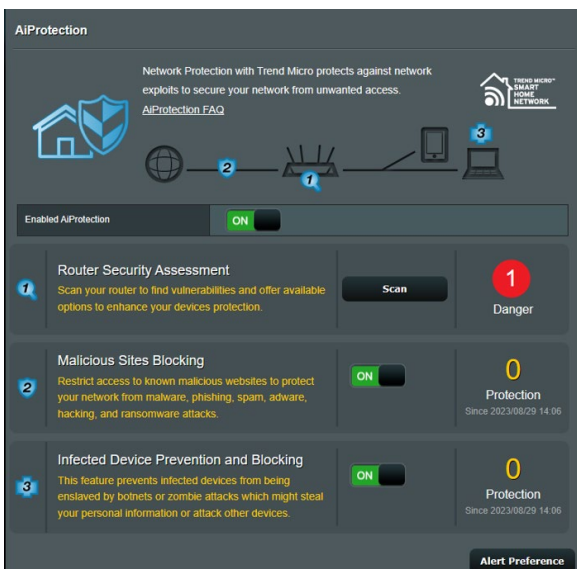 AiProtection
Network Protection with Trend Micro protects against network
exploits to secure your network from unwanted access.
AiProtection FAQ
TREND MICRO™
SMART
HOME
NETWORK
3
2
1
Enabled AiProtection
ON
1
Router Security Assessment
Scan your router to find vulnerabilities and offer available
options to enhance your devices protection.
Scan
1
Danger
2
Malicious Sites Blocking
Restrict access to known malicious websites to protect
your network from malware, phishing, spam, adware,
hacking, and ransomware attacks.
ON
0
Protection
Since 2023/08/29 14:06
3
Infected Device Prevention and Blocking
This feature prevents infected devices from being
enslaved by botnets or zombie attacks which might steal
your personal information or attack other devices.
ON
0
Protection
Since 2023/08/29 14:06
Alert Preference